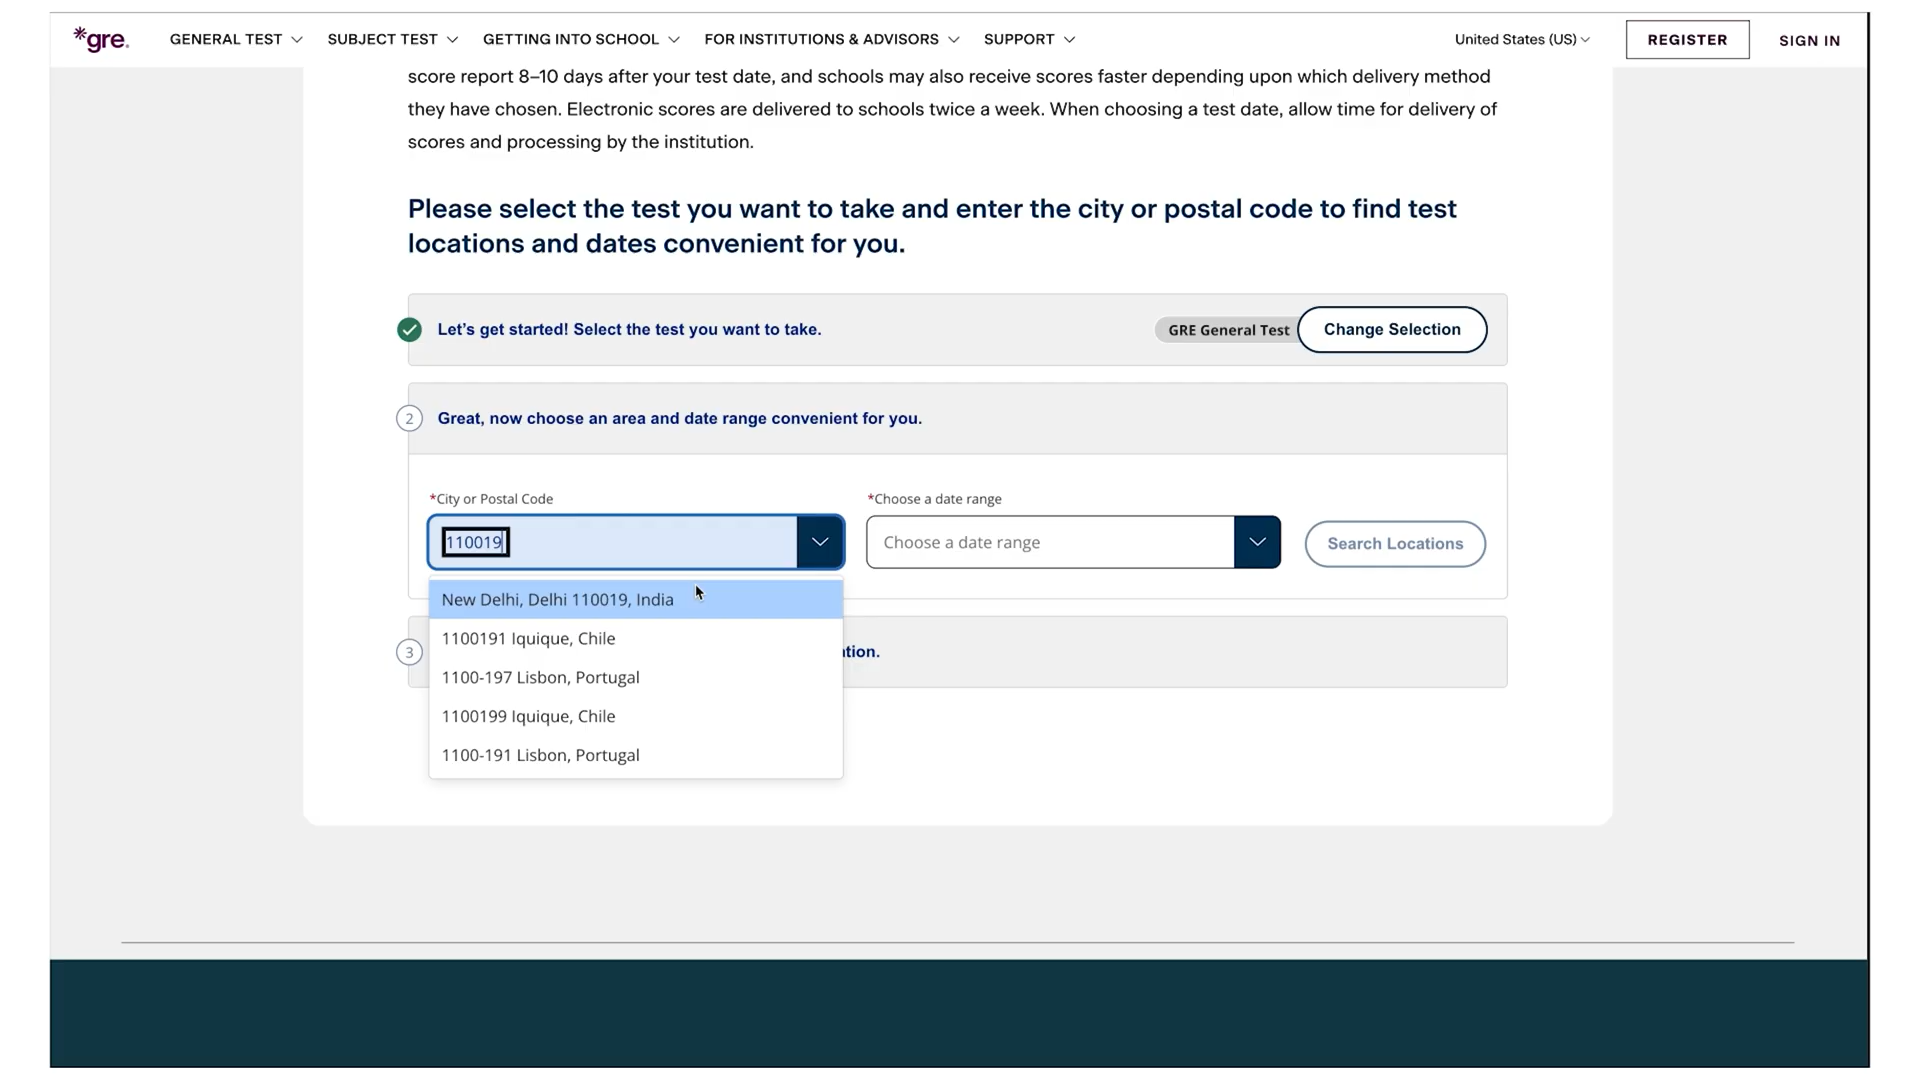 *gre.
GENERAL TEST
SUBJECT TEST
GETTING INTO SCHOOL
FOR INSTITUTIONS & ADVISORS
SUPPORT
United States (US)
REGISTER
SIGN IN
score report 8–10 days after your test date, and schools may also receive scores faster depending upon which delivery method
they have chosen. Electronic scores are delivered to schools twice a week. When choosing a test date, allow time for delivery of
scores and processing by the institution.
Please select the test you want to take and enter the city or postal code to find test
locations and dates convenient for you.
Let's get started! Select the test you want to take.
GRE General Test
Change Selection
2
Great, now choose an area and date range convenient for you.
*City or Postal Code
*Choose a date range
110019
Choose a date range
Search Locations
New Delhi, Delhi 110019, India
1100191 Iquique, Chile
3
ation.
1100-197 Lisbon, Portugal
1100199 Iquique, Chile
1100-191 Lisbon, Portugal